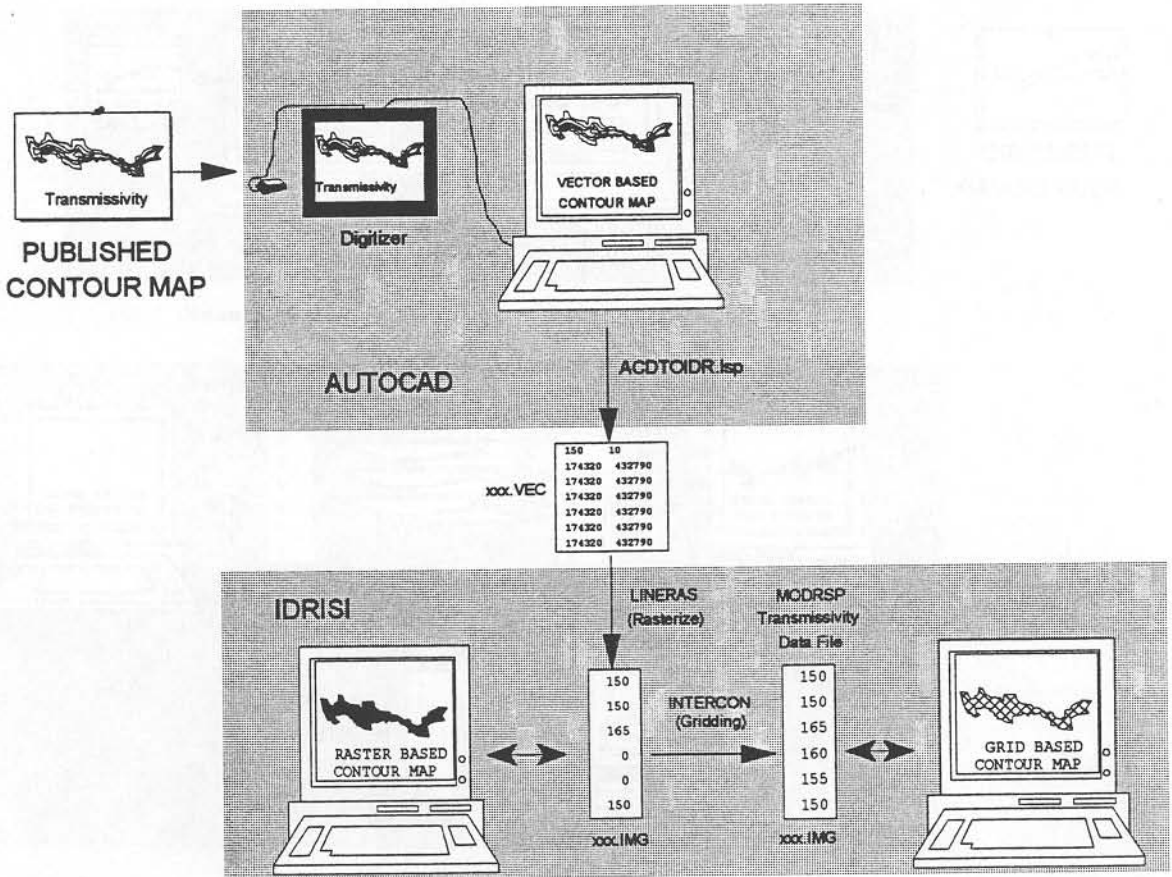 Transmissivity
PUBLISHED
CONTOUR MAP
Transmissivity
Digitizer
VECTOR BASED
CONTOUR MAP
AUTOCAD
ACDTOIDR.lsp
xxx.VEC
150 10
174320 432790
174320 432790
174320 432790
174320 432790
174320 432790
174320 432790
IDRISI
LINERAS
(Rasterize)
MODRSP
Transmissivity
Data File
RASTER BASED
CONTOUR MAP
150
150
165
0
0
150
xxx.IMG
INTERCON
(Gridding)
150
150
165
160
155
150
xxx.IMG
GRID BASED
CONTOUR MAP